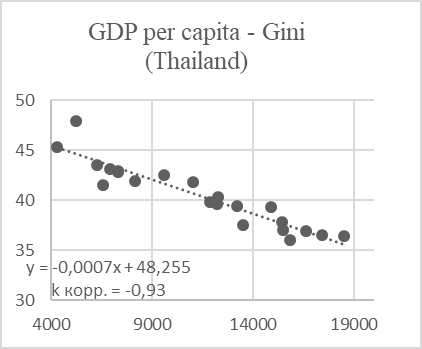 GDP per capita - Gini
(Thailand)
50
45
40
35
30
y = -0,0007x + 48,255
k корр. = -0,93
4000
9000
14000
19000